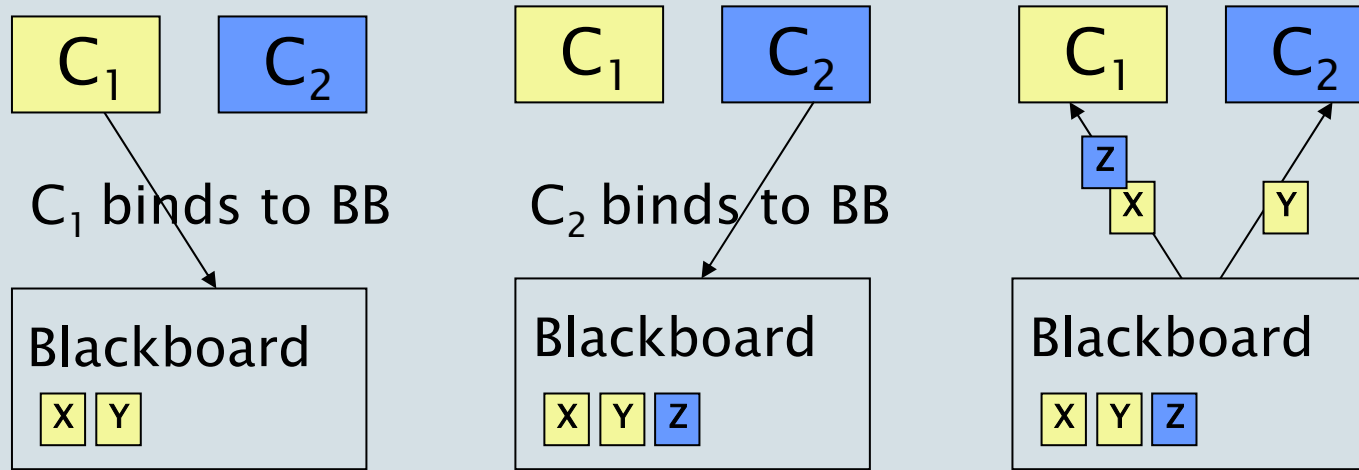 C₁ C₂
C₁ binds to BB
Blackboard
X Y
C₁ C₂
C₂ binds to BB
Blackboard
X Y Z
C₁ C₂
Z
X Y
Blackboard
X Y Z